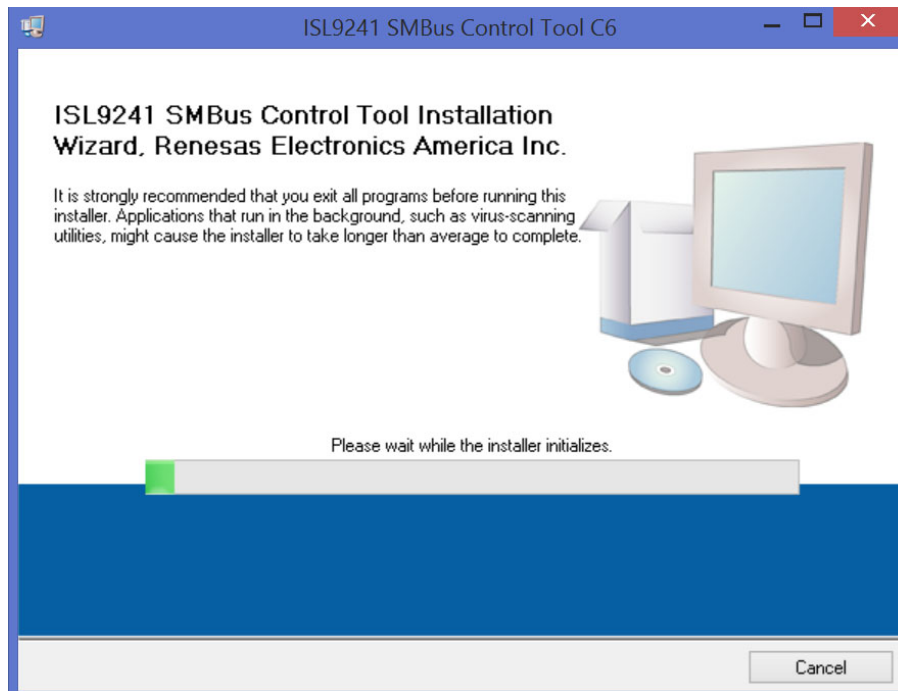 ISL9241 SMBus Control Tool C6
ISL9241 SMBus Control Tool Installation
Wizard, Renesas Electronics America Inc.
It is strongly recommended that you exit all programs before running this
installer. Applications that run in the background, such as virus-scanning
utilities, might cause the installer to take longer than average to complete.
Please wait while the installer initializes.
Cancel